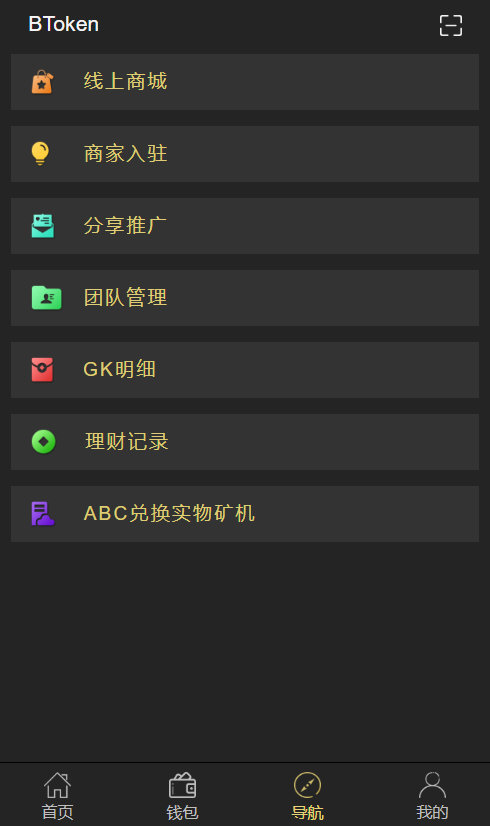 BToken
线上商城
商家入驻
分享推广
团队管理
GK明细
理财记录
ABC兑换实物矿机
首页
钱包
导航
我的